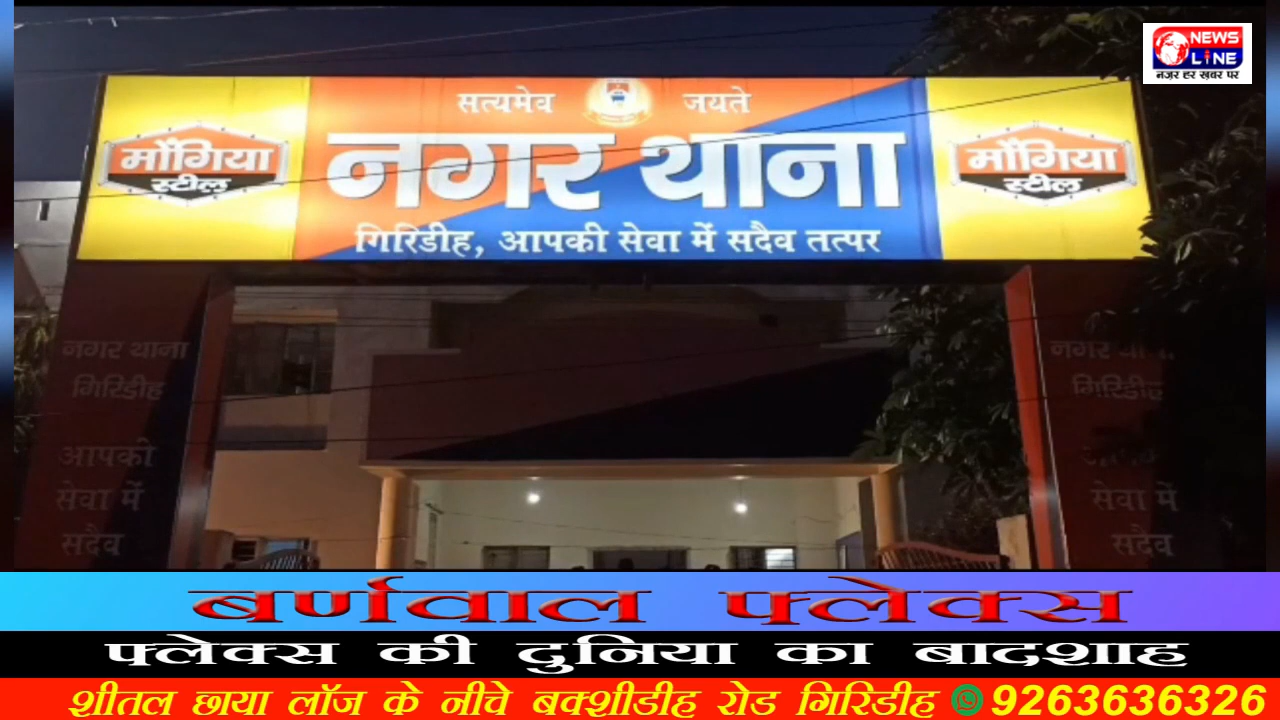 NEWS
LINE
नज़र हर ख़बर पर
सत्यमेव जयते
मोंगिया स्टील
नगर थाना
मोंगिया स्टील
गिरिडीह, आपकी सेवा में सदैव तत्पर
नगर थाना
गिरिडीह
आपको
सेवा में
सदैव
नगर
गिरिडीह
सेवा में
सदैव
बर्णवाल फ्लेक्स
फ्लेक्स की दुनिया का बादशाह
शीतल छाया लॉज के नीचे बक्शीडीह रोड गिरिडीह 9263636326